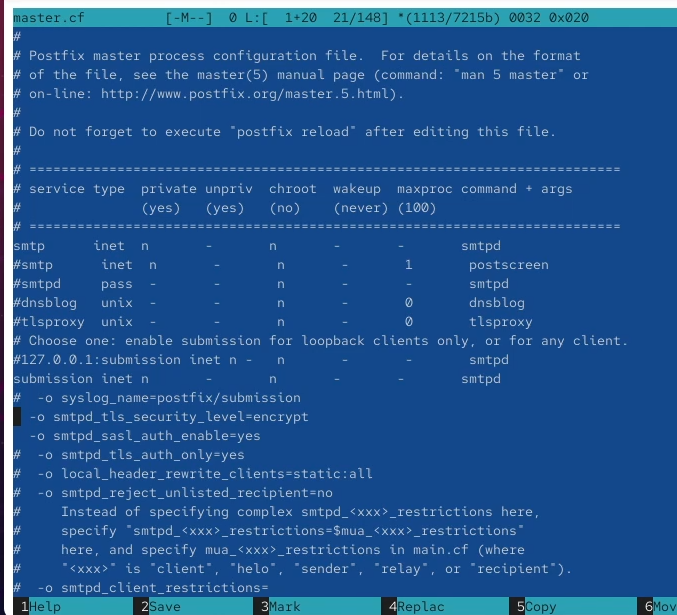 master.cf          [-M--]  0 L:[  1+20  21/148] *(1113/7215b) 0032 0x020
#
# Postfix master process configuration file.  For details on the format
# of the file, see the master(5) manual page (command: "man 5 master" or
# on-line: http://www.postfix.org/master.5.html).
#
# Do not forget to execute "postfix reload" after editing this file.
#
# ==========================================================================
# service type  private unpriv  chroot  wakeup  maxproc command + args
#               (yes)   (yes)   (no)    (never) (100)
# ==========================================================================
smtp      inet  n       -       n       -       -       smtpd
#smtp      inet  n       -       n       -       1       postscreen
#smtpd     pass  -       -       n       -       -       smtpd
#dnsblog   unix  -       -       n       -       0       dnsblog
#tlsproxy  unix  -       -       n       -       0       tlsproxy
# Choose one: enable submission for loopback clients only, or for any client.
#127.0.0.1:submission inet n -   n       -       -       smtpd
submission inet n       -       n       -       -       smtpd
#  -o syslog_name=postfix/submission
  -o smtpd_tls_security_level=encrypt
  -o smtpd_sasl_auth_enable=yes
#  -o smtpd_tls_auth_only=yes
#  -o local_header_rewrite_clients=static:all
#  -o smtpd_reject_unlisted_recipient=no
#     Instead of specifying complex smtpd_<xxx>_restrictions here,
#     specify "smtpd_<xxx>_restrictions=$mua_<xxx>_restrictions"
#     here, and specify mua_<xxx>_restrictions in main.cf (where
#     "<xxx>" is "client", "helo", "sender", "relay", or "recipient").
#  -o smtpd_client_restrictions=
1Help  2Save  3Mark  4Replac  5Copy  6Mov